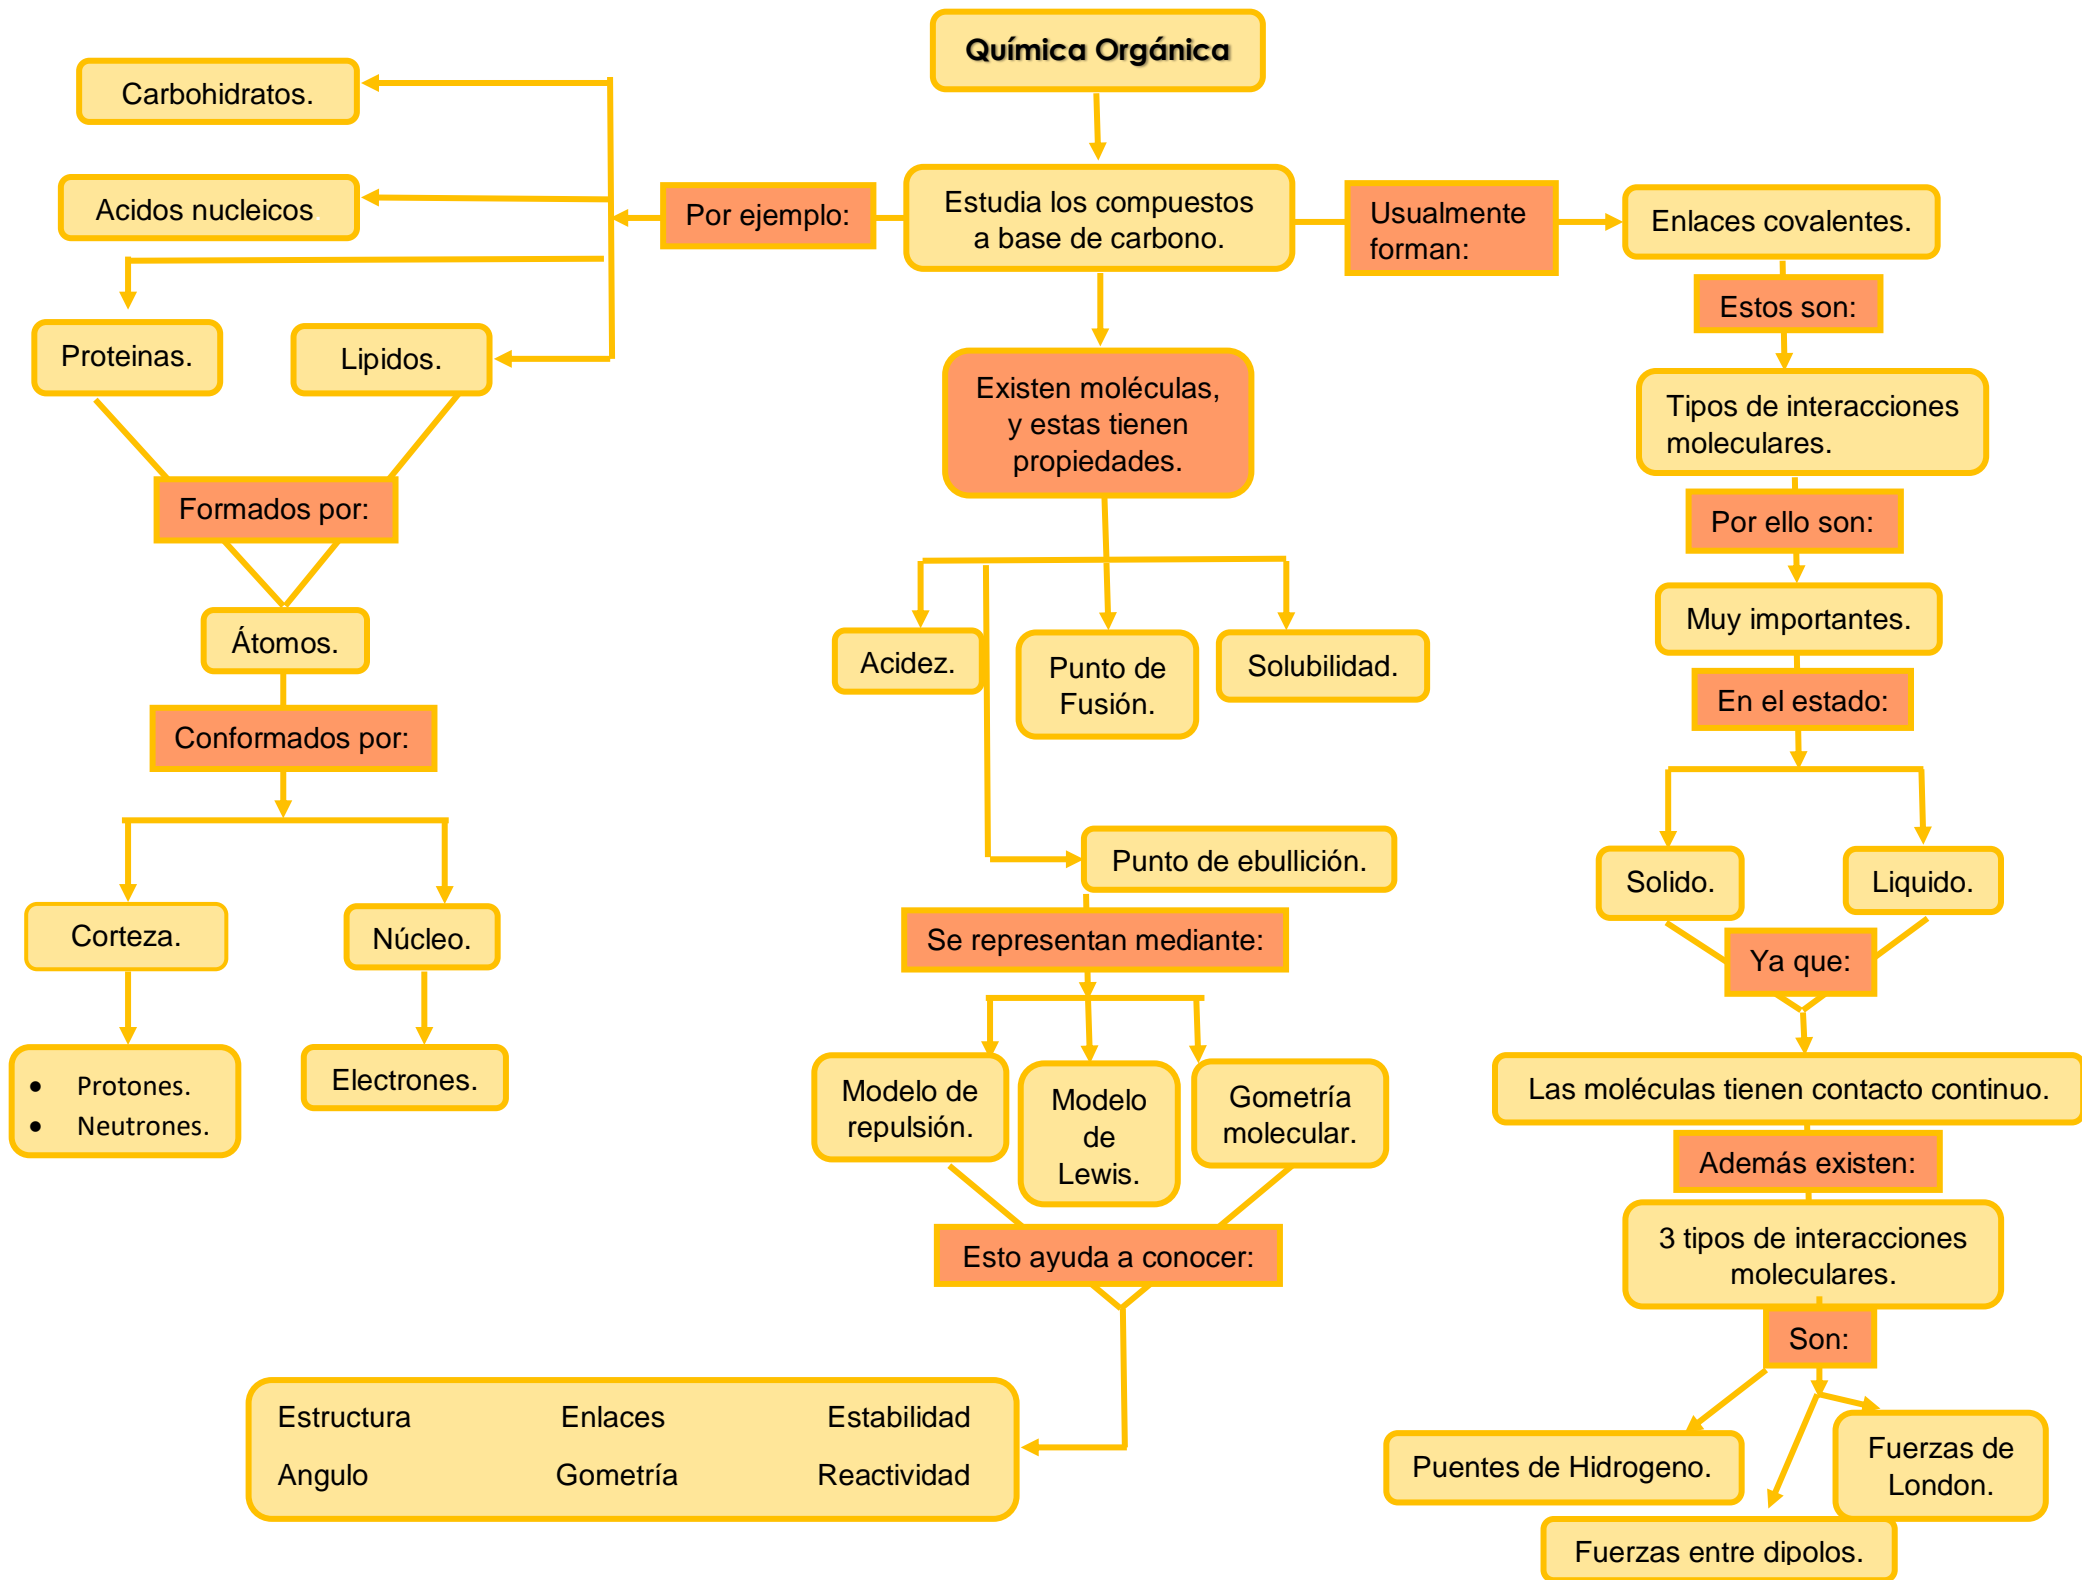 Química Orgánica
Carbohidratos.
Acidos nucleicos.
Por ejemplo:
Estudia los compuestos
a base de carbono.
Usualmente
forman:
Enlaces covalentes.
Proteinas.
Lipidos.
Formados por:
Átomos.
Conformados por:
Corteza.
Núcleo.
• Protones.
• Neutrones.
Electrones.
Existen moléculas,
y estas tienen
propiedades.
Acidez.
Punto de
Fusión.
Solubilidad.
Punto de ebullición.
Se representan mediante:
Modelo de
repulsión.
Modelo
de
Lewis.
Gometría
molecular.
Esto ayuda a conocer:
Estructura Enlaces Estabilidad
Angulo Gometría Reactividad
Estos son:
Tipos de interacciones
moleculares.
Por ello son:
Muy importantes.
En el estado:
Solido.
Liquido.
Ya que:
Las moléculas tienen contacto continuo.
Además existen:
3 tipos de interacciones
moleculares.
Son:
Puentes de Hidrogeno.
Fuerzas de
London.
Fuerzas entre dipolos.